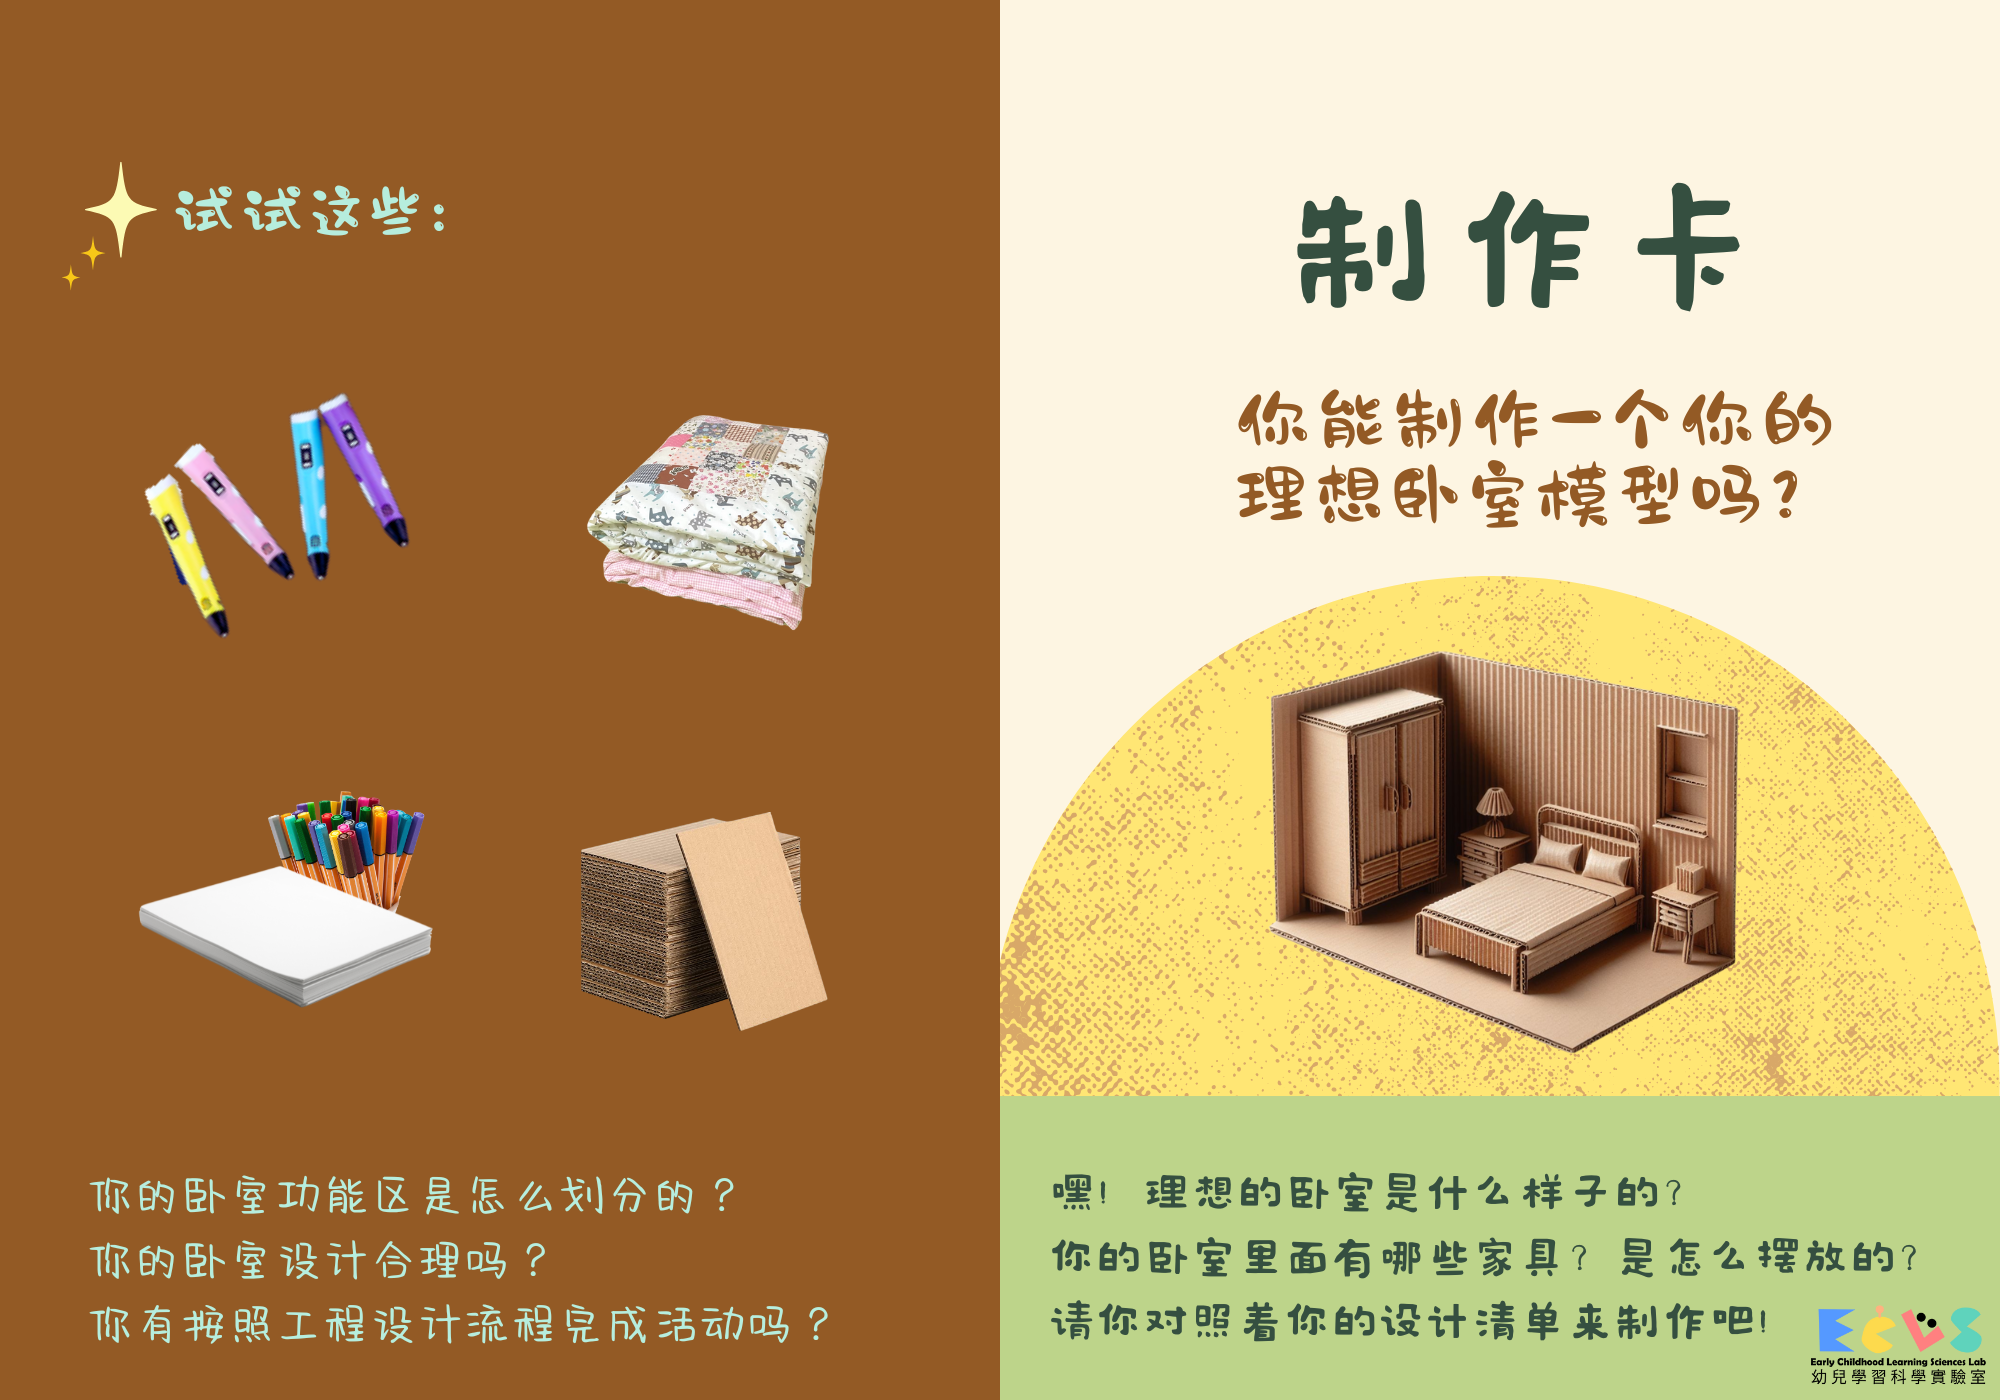 试试这些：
你的卧室功能区是怎么划分的？
你的卧室设计合理吗？
你有按照工程设计流程完成活动吗？
制作卡
你能制作一个你的
理想卧室模型吗？
嘿！理想的卧室是什么样子的？
你的卧室里面有哪些家具？是怎么摆放的？
请你对照着你的设计清单来制作吧！
ECLS
Early Childhood Learning Sciences Lab
幼兒學習科學實驗室